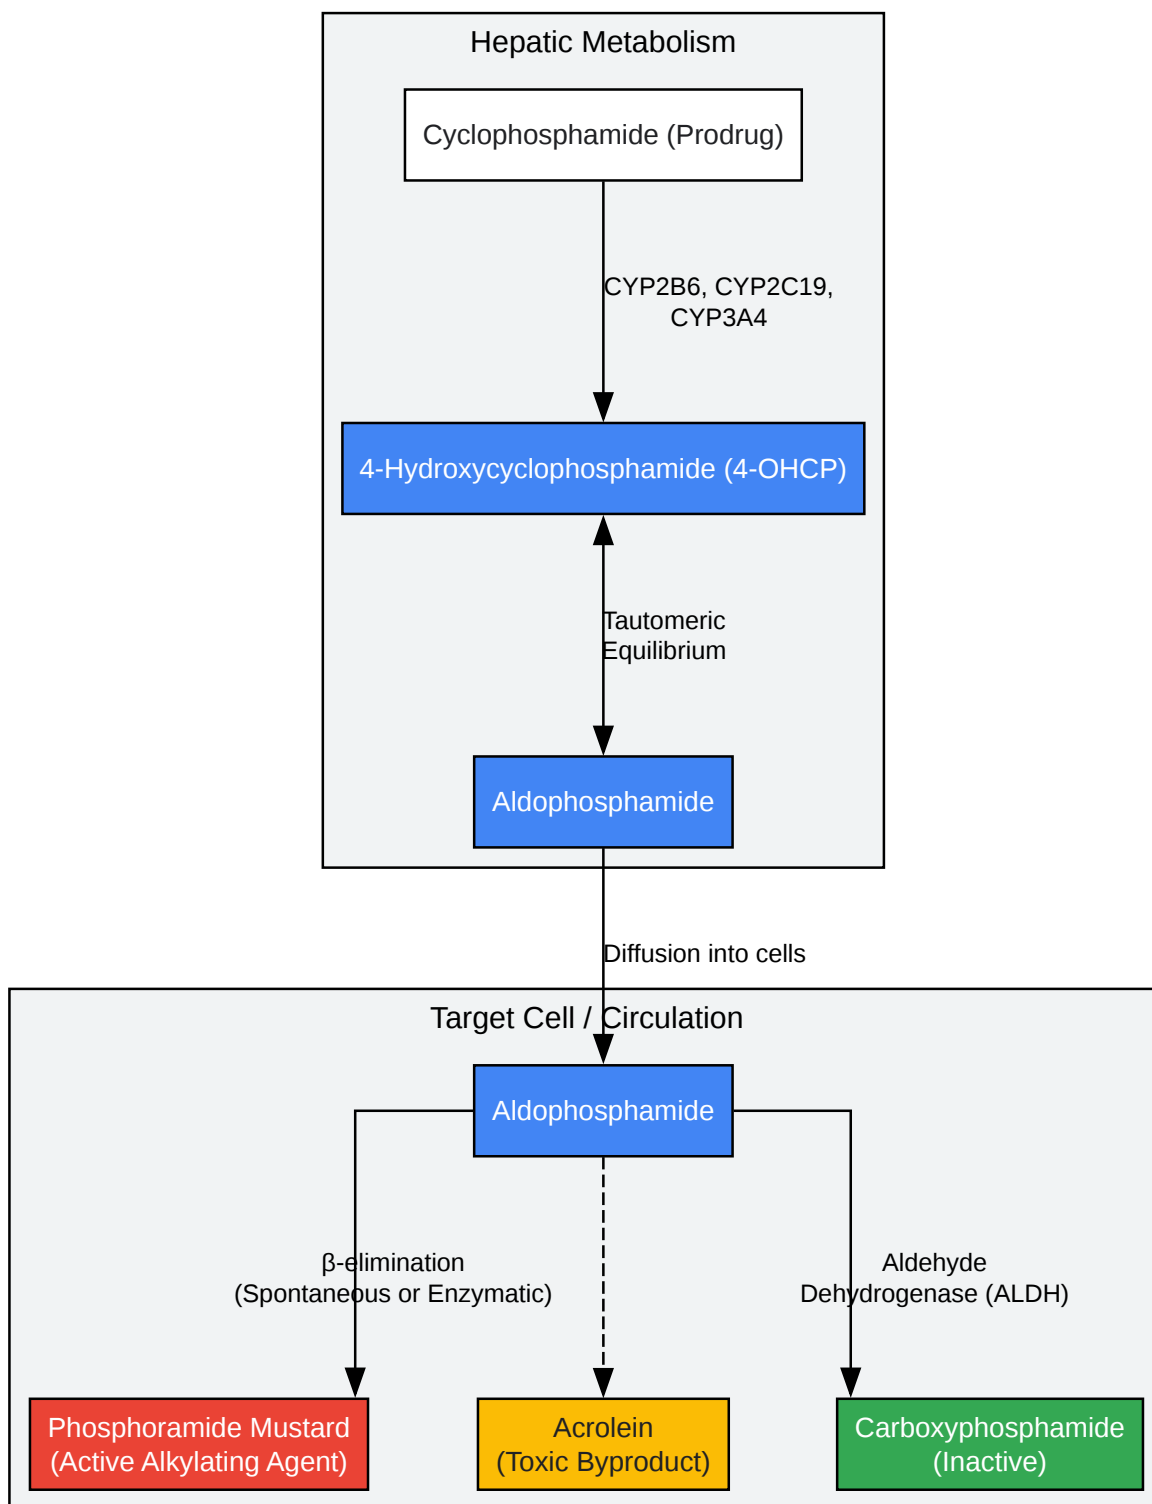 Hepatic Metabolism
Cyclophosphamide (Prodrug)
CYP2B6, CYP2C19,
CYP3A4
4-Hydroxycyclophosphamide (4-OHCP)
Tautomeric
Equilibrium
Aldophosphamide
Diffusion into cells
Target Cell / Circulation
Aldophosphamide
β-elimination
(Spontaneous or Enzymatic)
Aldehyde
Dehydrogenase (ALDH)
Phosphoramide Mustard
(Active Alkylating Agent)
Acrolein
(Toxic Byproduct)
Carboxyphosphamide
(Inactive)